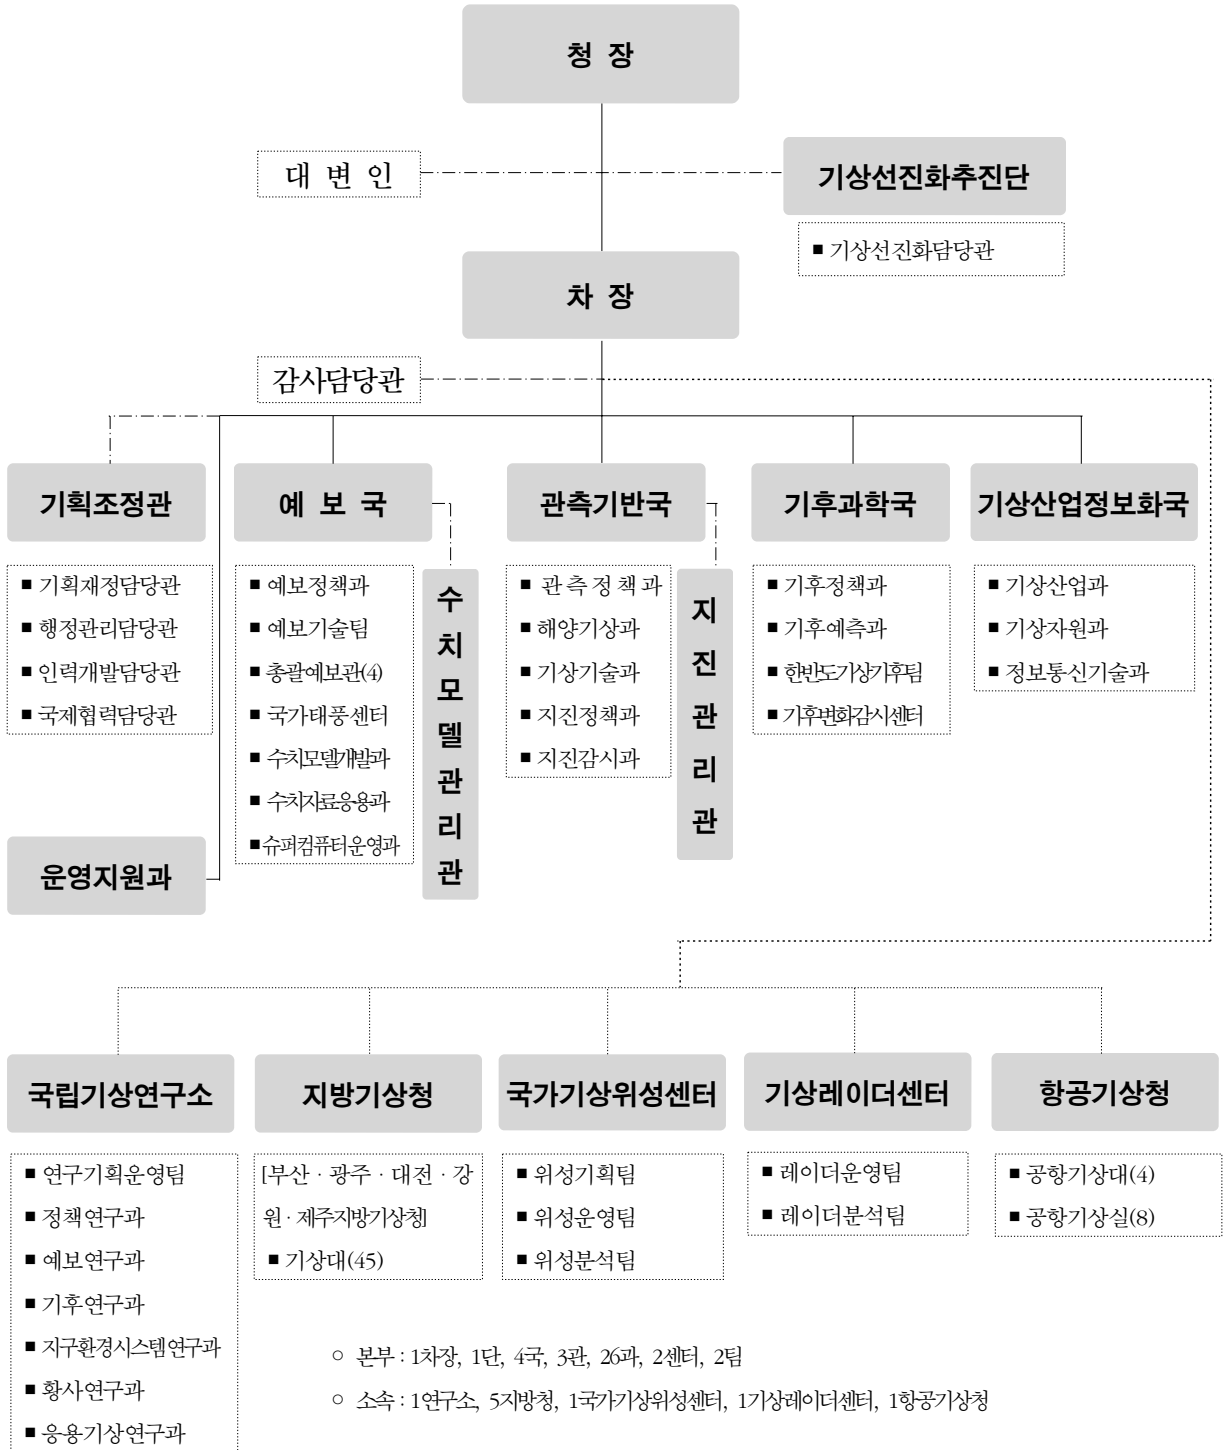 청 장
대 변 인
기상선진화추진단
■ 기상선진화담당관
차 장
감사담당관
기획조정관
■ 기획재정담당관
■ 행정관리담당관
■ 인력개발담당관
■ 국제협력담당관
운영지원과
예 보 국
■ 예보정책과
■ 예보기술팀
■ 총괄예보관(4)
■ 국가태풍센터
■ 수치모델개발과
■ 수치자료응용과
■ 슈퍼컴퓨터운영과
수
치
모
델
관
리
관
관측기반국
■ 관측정책과
■ 해양기상과
■ 기상기술과
■ 지진정책과
■ 지진감시과
지
진
관
리
관
기후과학국
■ 기후정책과
■ 기후예측과
■ 한반도기상기후팀
■ 기후변화감시센터
기상산업정보화국
■ 기상산업과
■ 기상자원과
■ 정보통신기술과
국립기상연구소
■ 연구기획운영팀
■ 정책연구과
■ 예보연구과
■ 기후연구과
■ 지구환경시스템연구과
■ 황사연구과
■ 응용기상연구과
지방기상청
[부산 · 광주 · 대전 · 강
원 · 제주지방기상청]
■ 기상대(45)
국가기상위성센터
■ 위성기획팀
■ 위성운영팀
■ 위성분석팀
기상레이더센터
■ 레이더운영팀
■ 레이더분석팀
항공기상청
■ 공항기상대(4)
■ 공항기상실(8)
○ 본부 : 1차장, 1단, 4국, 3관, 26과, 2센터, 2팀
○ 소속 : 1연구소, 5지방청, 1국가기상위성센터, 1기상레이더센터, 1항공기상청